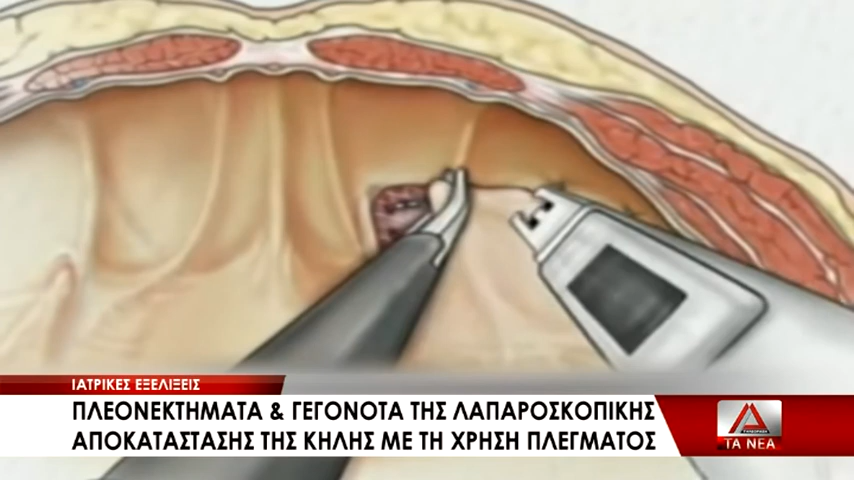 ΙΑΤΡΙΚΕΣ ΕΞΕΛΙΞΕΙΣ
ΠΛΕΟΝΕΚΤΗΜΑΤΑ & ΓΕΓΟΝΟΤΑ ΤΗΣ ΛΑΠΑΡΟΣΚΟΠΙΚΗΣ
ΑΠΟΚΑΤΑΣΤΑΣΗΣ ΤΗΣ ΚΗΛΗΣ ΜΕ ΤΗ ΧΡΗΣΗ ΠΛΕΓΜΑΤΟΣ
ΤΑ ΝΕΑ